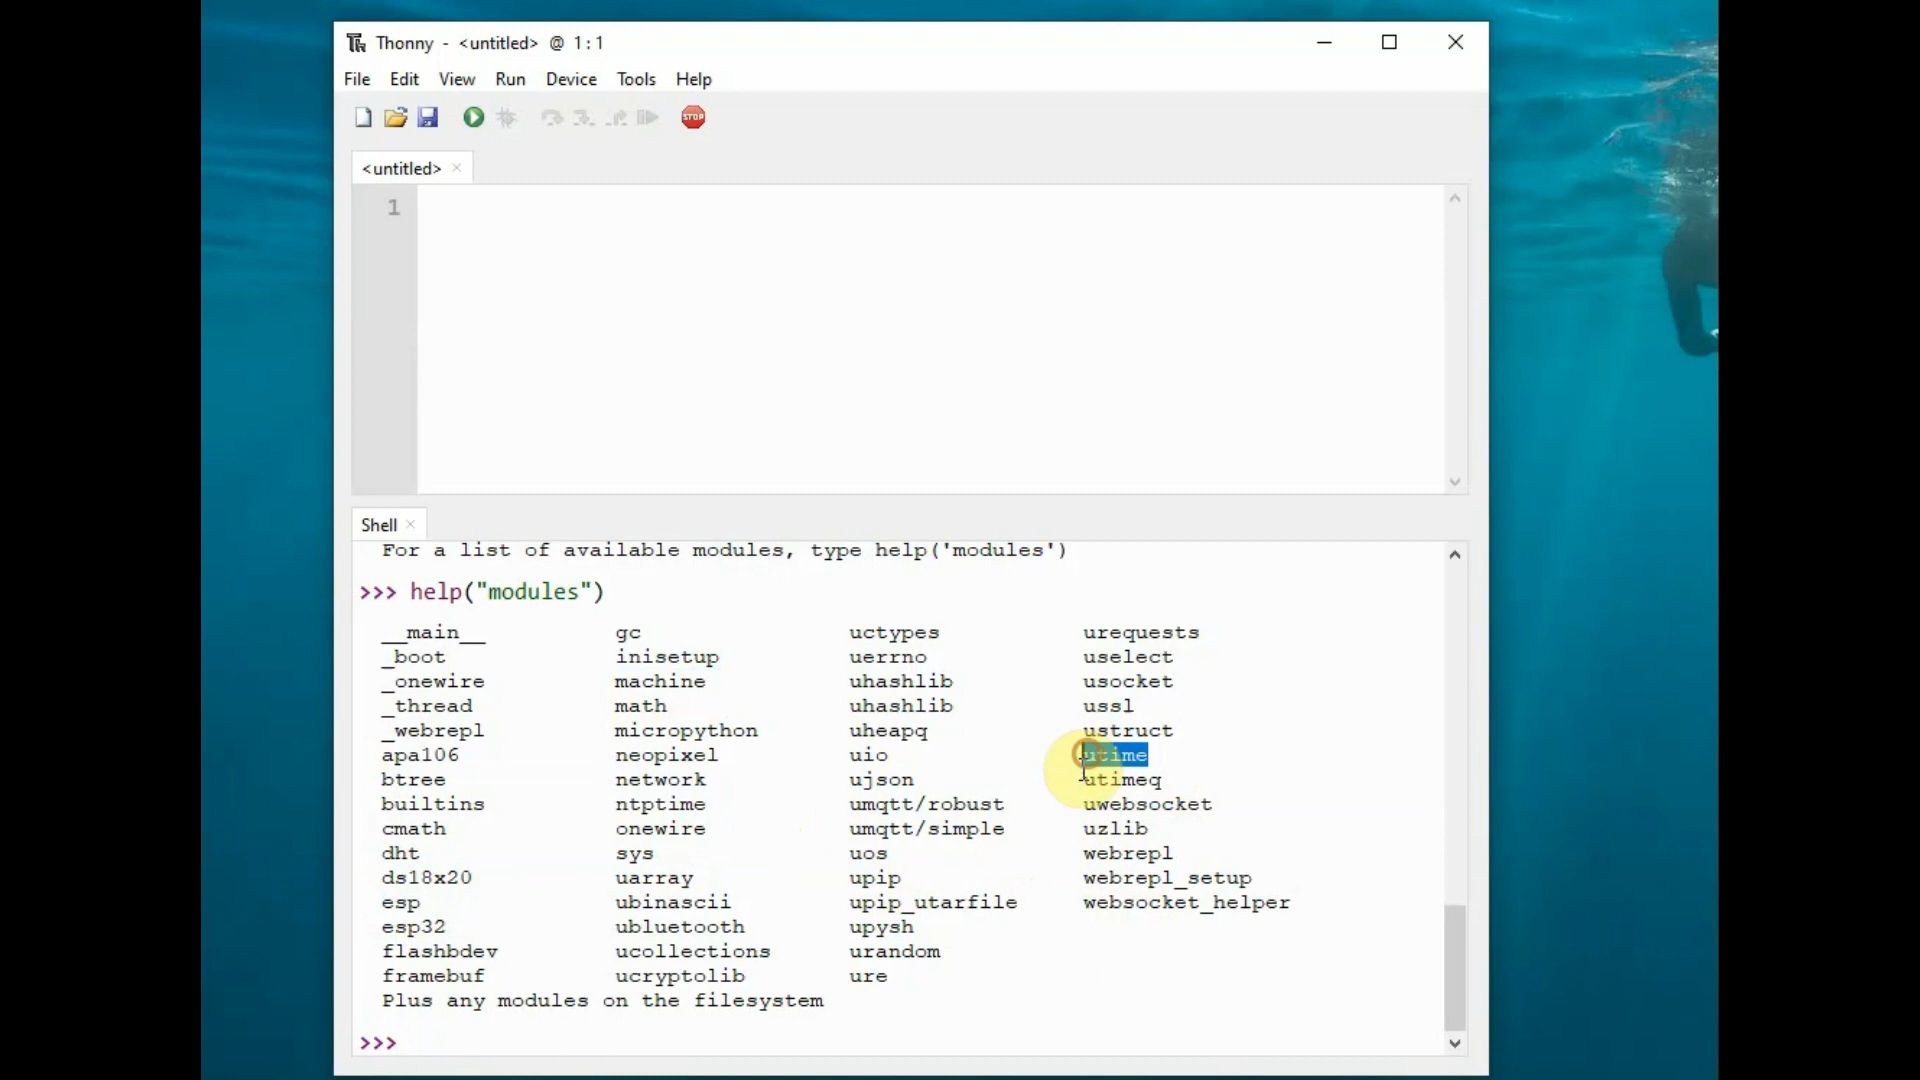 Thonny - <untitled> @ 1:1
File Edit View Run Device Tools Help
STOP
<untitled>
1
Shell
For a list of available modules, type help('modules')
>>> help("modules")
__main__ gc uctypes urequests
_boot inisetup uerrno uselect
_onewire machine uhashlib usocket
_thread math uhashlib ussl
_webrepl micropython uheapq ustruct
apa106 neopixel uio utime
btree network ujson utimeq
builtins ntptime umqtt/robust uwebsocket
cmath onewire umqtt/simple uzlib
dht sys uos webrepl
ds18x20 uarray upip webrepl_setup
esp ubinascii upip_utarfile websocket_helper
esp32 ubluetooth upysh
flashbdev ucollections urandom
framebuf ucryptolib ure
Plus any modules on the filesystem
>>>